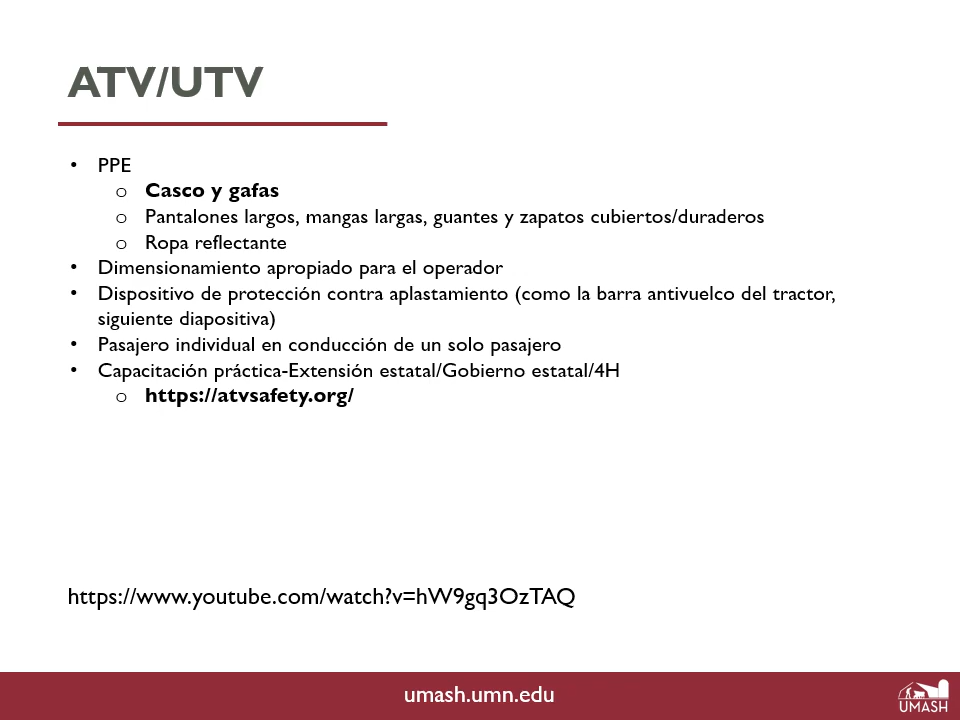 ATV/UTV
• PPE
o Casco y gafas
o Pantalones largos, mangas largas, guantes y zapatos cubiertos/duraderos
o Ropa reflectante
• Dimensionamiento apropiado para el operador
• Dispositivo de protección contra aplastamiento (como la barra antivuelco del tractor,
siguiente diapositiva)
• Pasajero individual en conducción de un solo pasajero
• Capacitación práctica-Extensión estatal/Gobierno estatal/4H
o https://atvsafety.org/
https://www.youtube.com/watch?v=hW9gq3OzTAQ
umash.umn.edu
UMASH